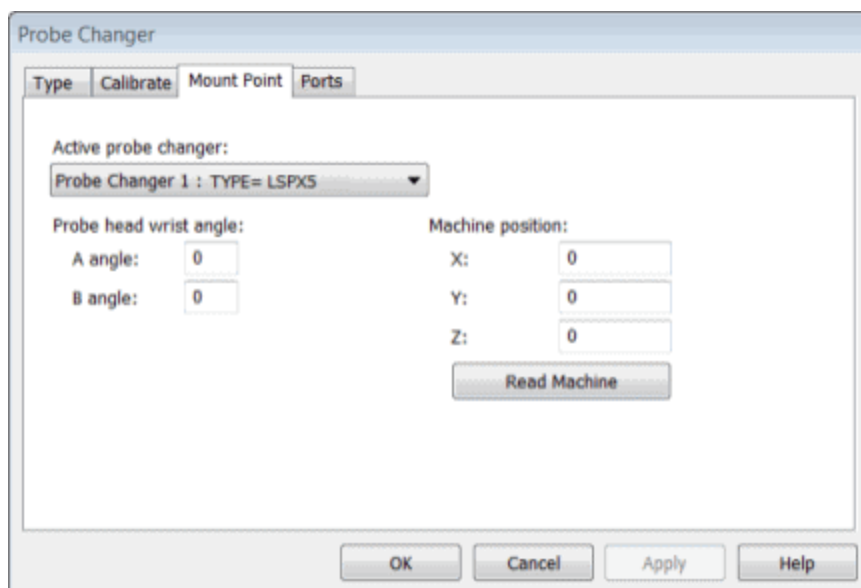 Probe Changer
Type Calibrate Mount Point Ports
Active probe changer:
Probe Changer 1 : TYPE= LSPX5
Probe head wrist angle: Machine position:
A angle: 0 X: 0
B angle: 0 Y: 0
Z: 0
Read Machine
OK Cancel Apply Help